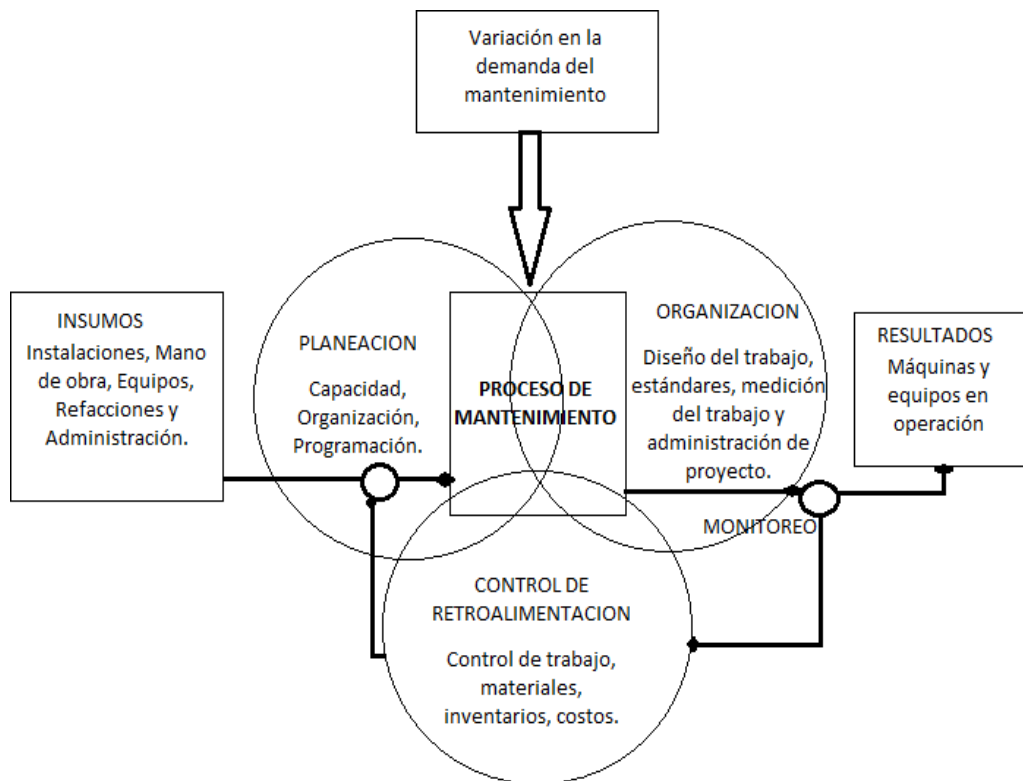 Variación en la
demanda del
mantenimiento
INSUMOS
Instalaciones, Mano
de obra, Equipos,
Refacciones y
Administración.
PLANEACION
Capacidad,
Organización,
Programación.
PROCESO DE
MANTENIMIENTO
ORGANIZACION
Diseño del trabajo,
estándares, medición
del trabajo y
administración de
proyecto.
RESULTADOS
Máquinas y
equipos en
operación
MONITOREO
CONTROL DE
RETROALIMENTACION
Control de trabajo,
materiales,
inventarios, costos.